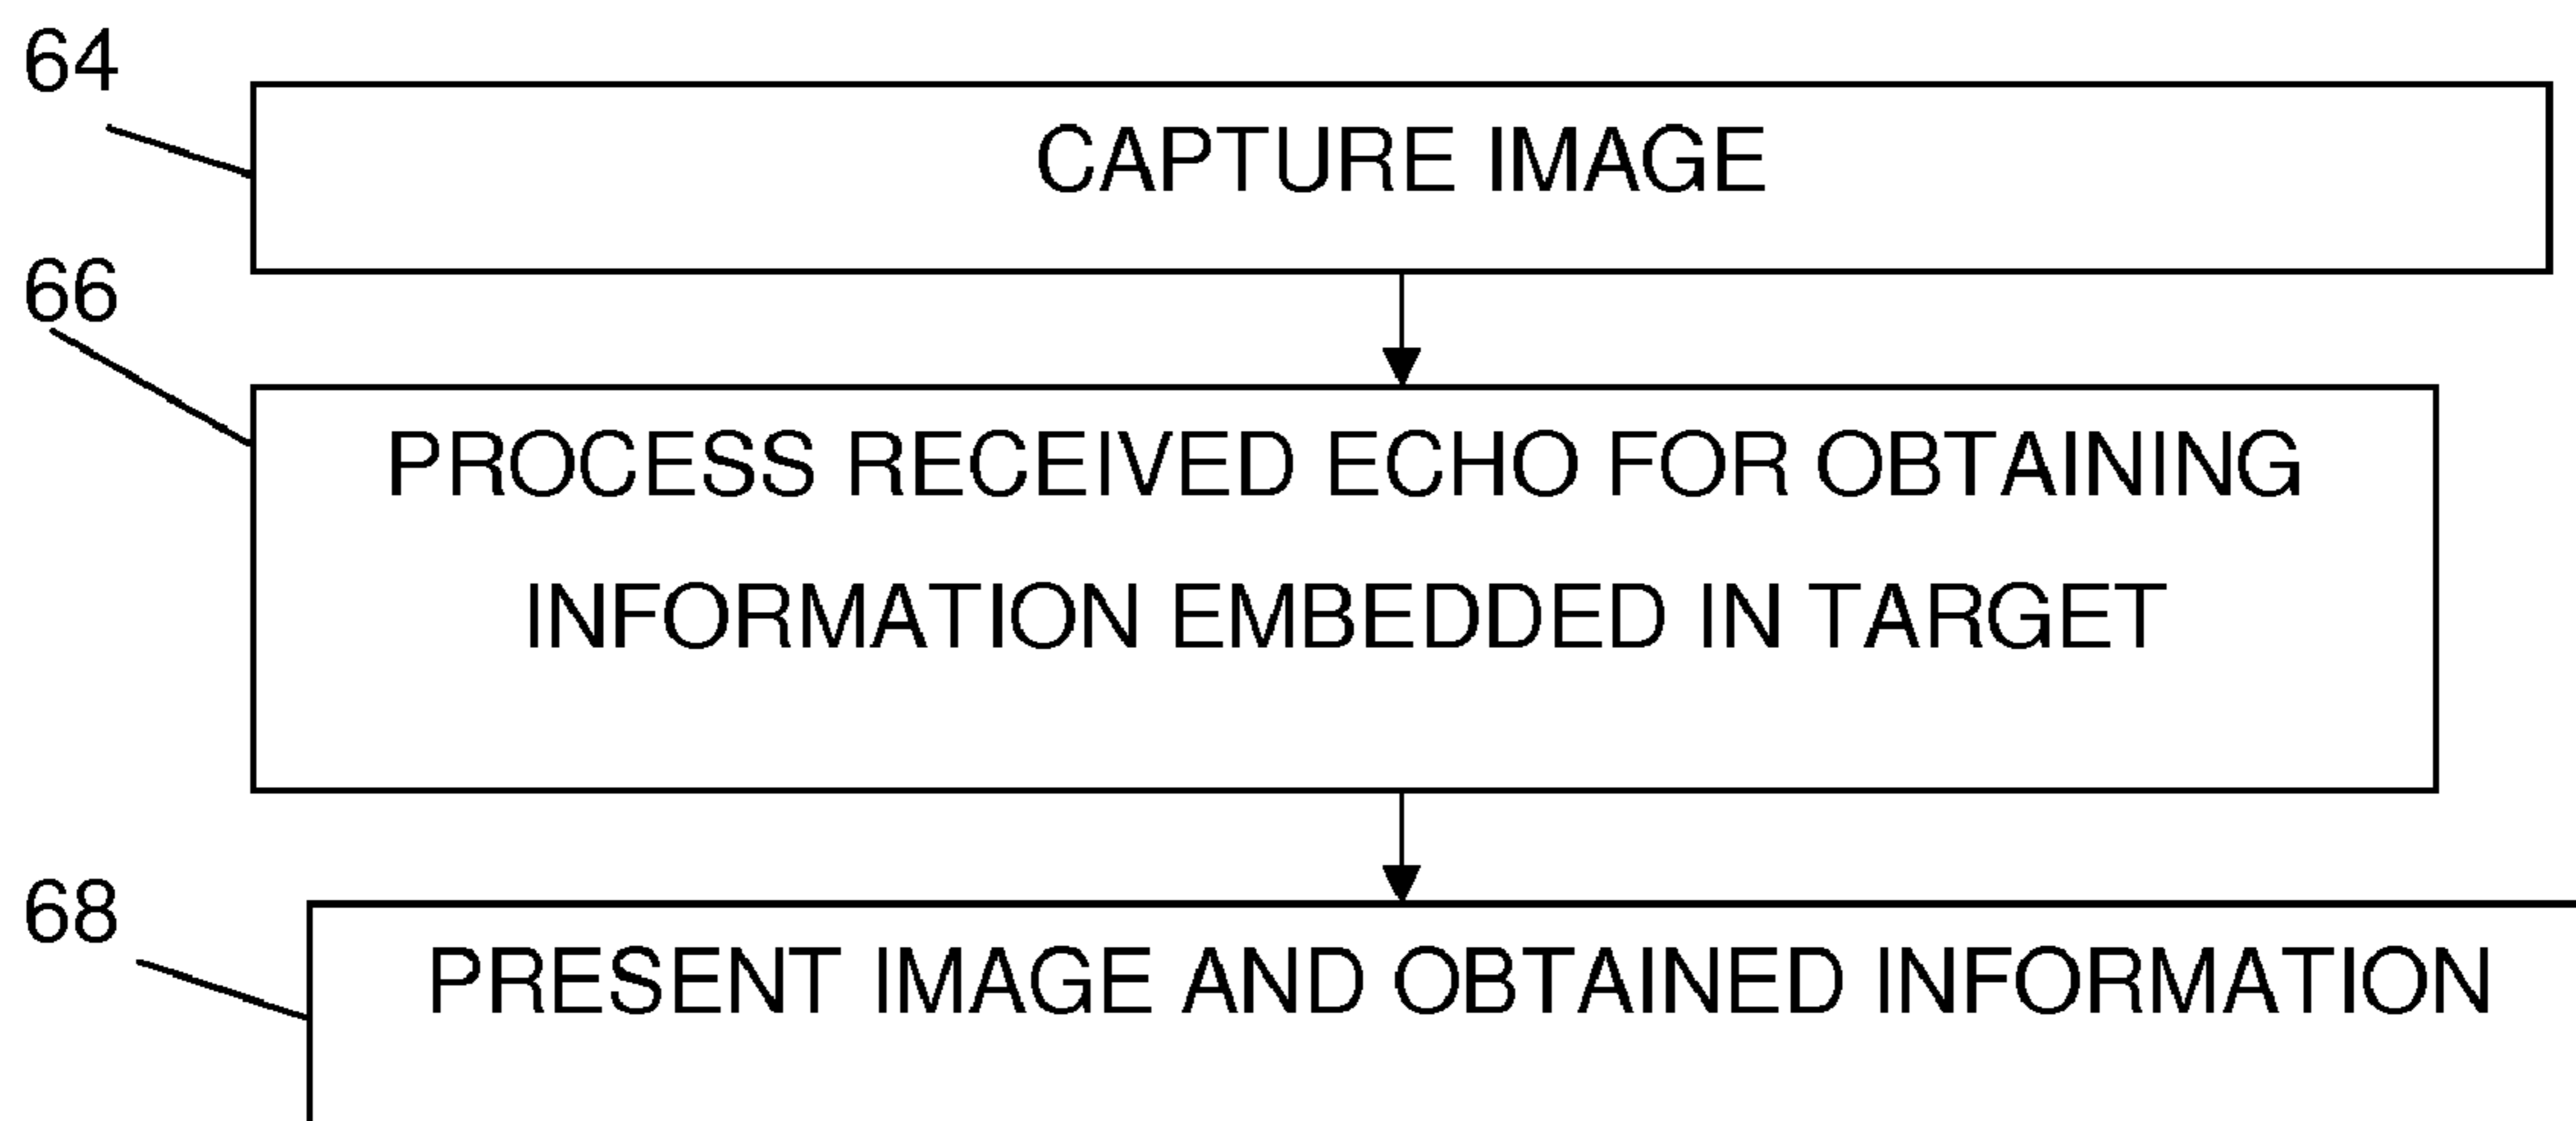 64
CAPTURE IMAGE
66
PROCESS RECEIVED ECHO FOR OBTAINING
INFORMATION EMBEDDED IN TARGET
68
PRESENT IMAGE AND OBTAINED INFORMATION